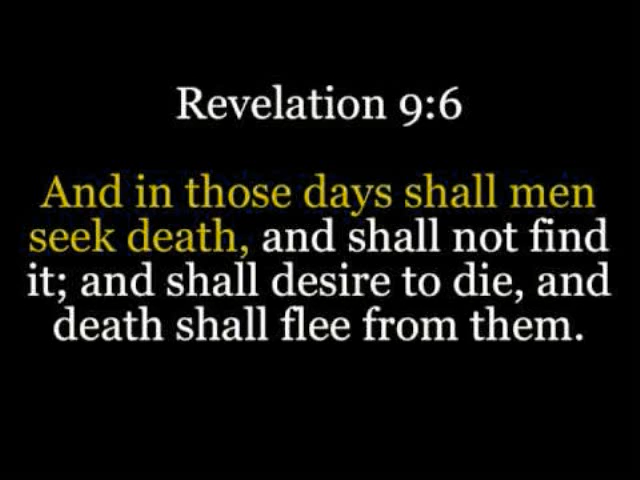 Revelation 9:6
And in those days shall men
seek death, and shall not find
it; and shall desire to die, and
death shall flee from them.